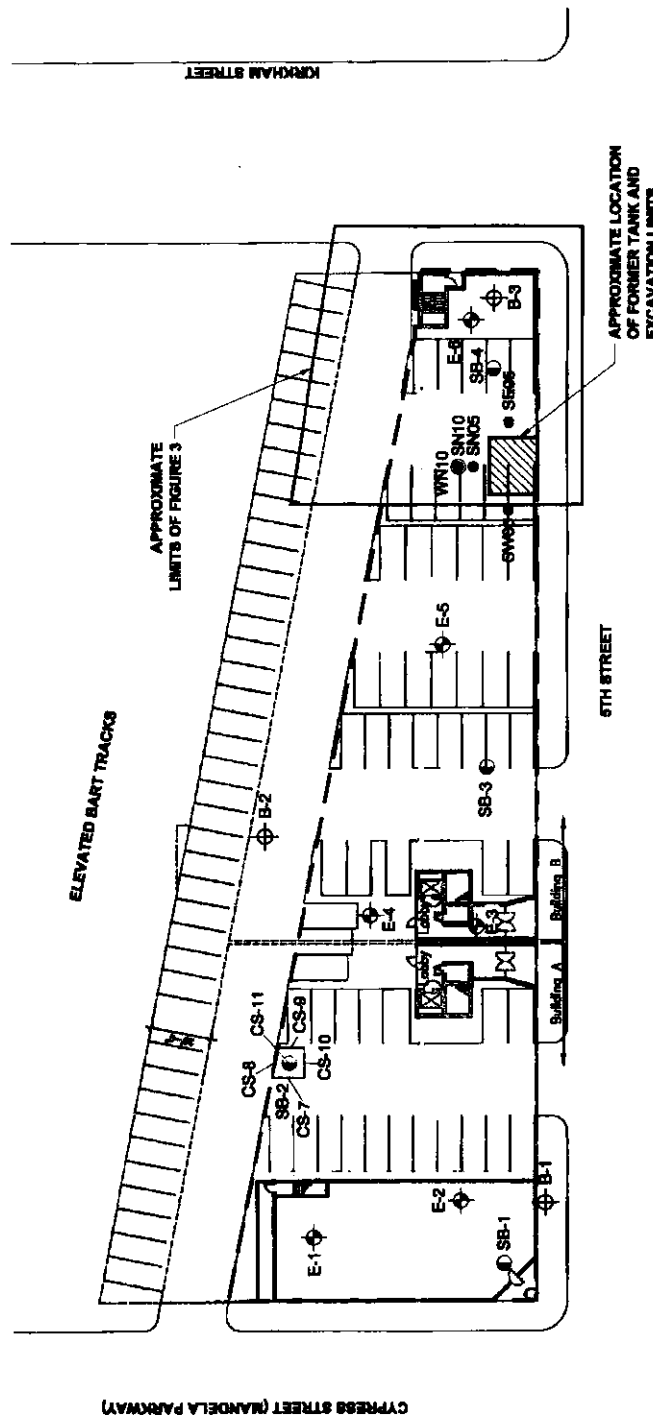 KIRKHAM STREET
APPROXIMATE
LIMITS OF FIGURE 3
ELEVATED BART TRACKS
B-3
E-6
SB-4
SE05
WN10
SN10
SN05
APPROXIMATE LOCATION
OF FORMER TANK AND
EXCAVATION LIMITS
E-5
5TH STREET
B-2
SB-3
E-4
Lobby
E-3
Building B
Lobby
Building A
CS-11
CS-9
CS-8
CS-10
SB-2
CS-7
E-1
E-2
B-1
SB-1
CYPRESS STREET (MANDELA PARKWAY)